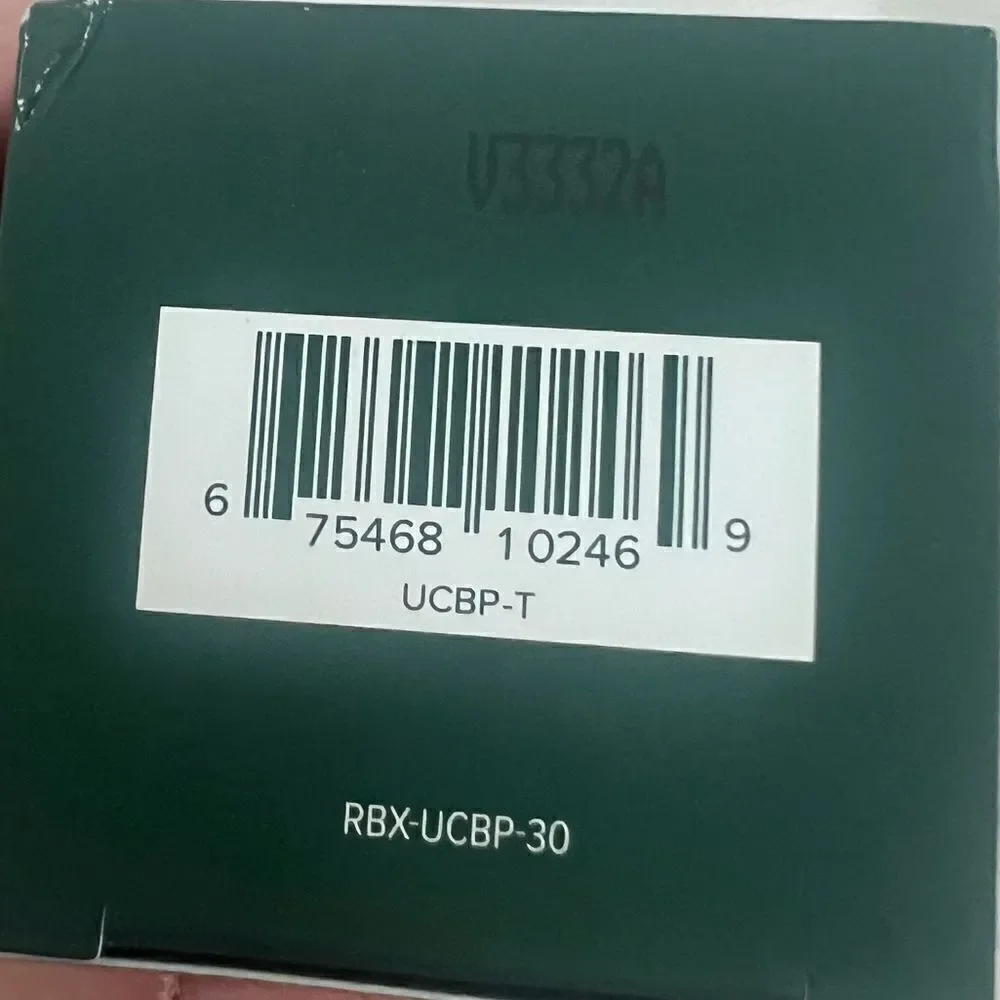 V3332A
6 75468 10246 9
UCBP-T
RBX-UCBP-30